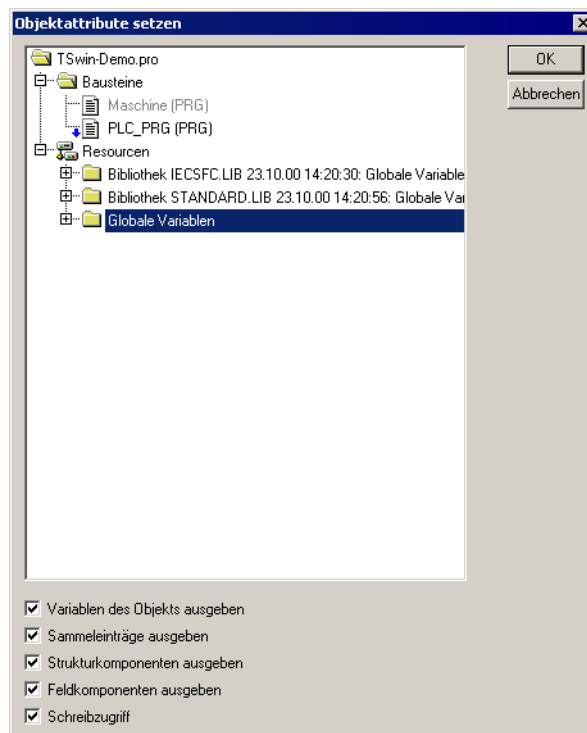 Objektattribute setzen
TSwin-Demo.pro
Bausteine
Maschine (PRG)
PLC_PRG (PRG)
Resourcen
Bibliothek IECSFC.LIB 23.10.00 14:20:30: Globale Variable
Bibliothek STANDARD.LIB 23.10.00 14:20:56: Globale Var
Globale Variablen
OK
Abbrechen
Variablen des Objekts ausgeben
Sammeleinträge ausgeben
Strukturkomponenten ausgeben
Feldkomponenten ausgeben
Schreibzugriff